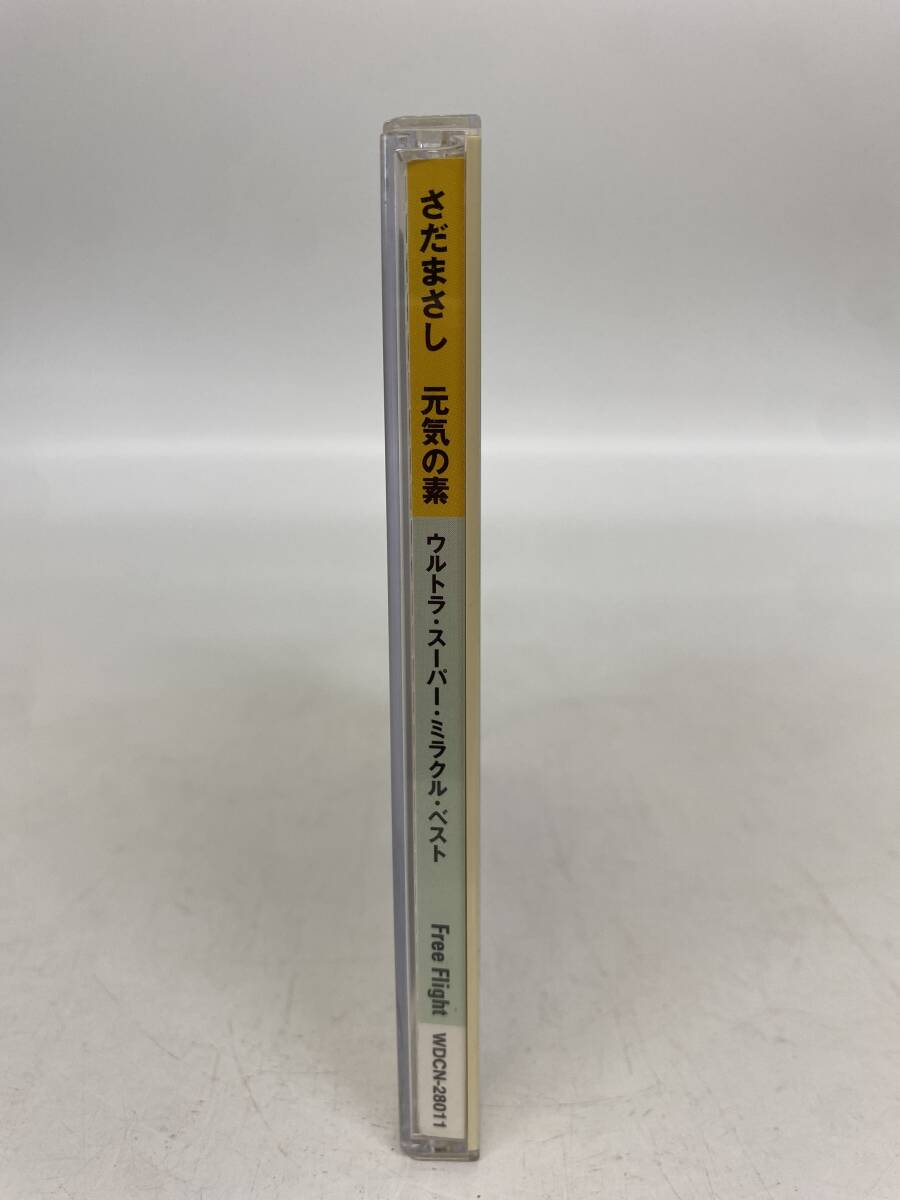 さだまさし 元気の素
ウルトラ・スーパー・ミラクル・ベスト
Free Flight
WDCN-28011